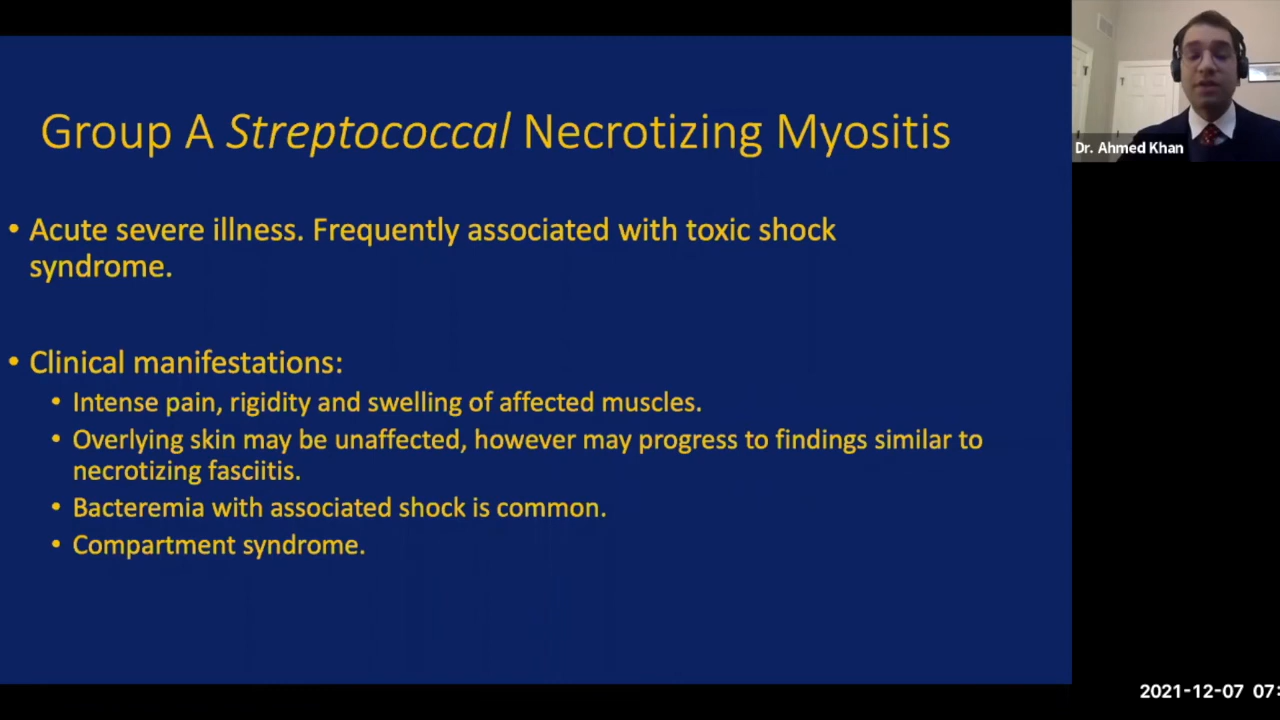 Group A Streptococcal Necrotizing Myositis
• Acute severe illness. Frequently associated with toxic shock
syndrome.
• Clinical manifestations:
• Intense pain, rigidity and swelling of affected muscles.
• Overlying skin may be unaffected, however may progress to findings similar to
necrotizing fasciitis.
• Bacteremia with associated shock is common.
• Compartment syndrome.
Dr. Ahmed Khan
2021-12-07 07: